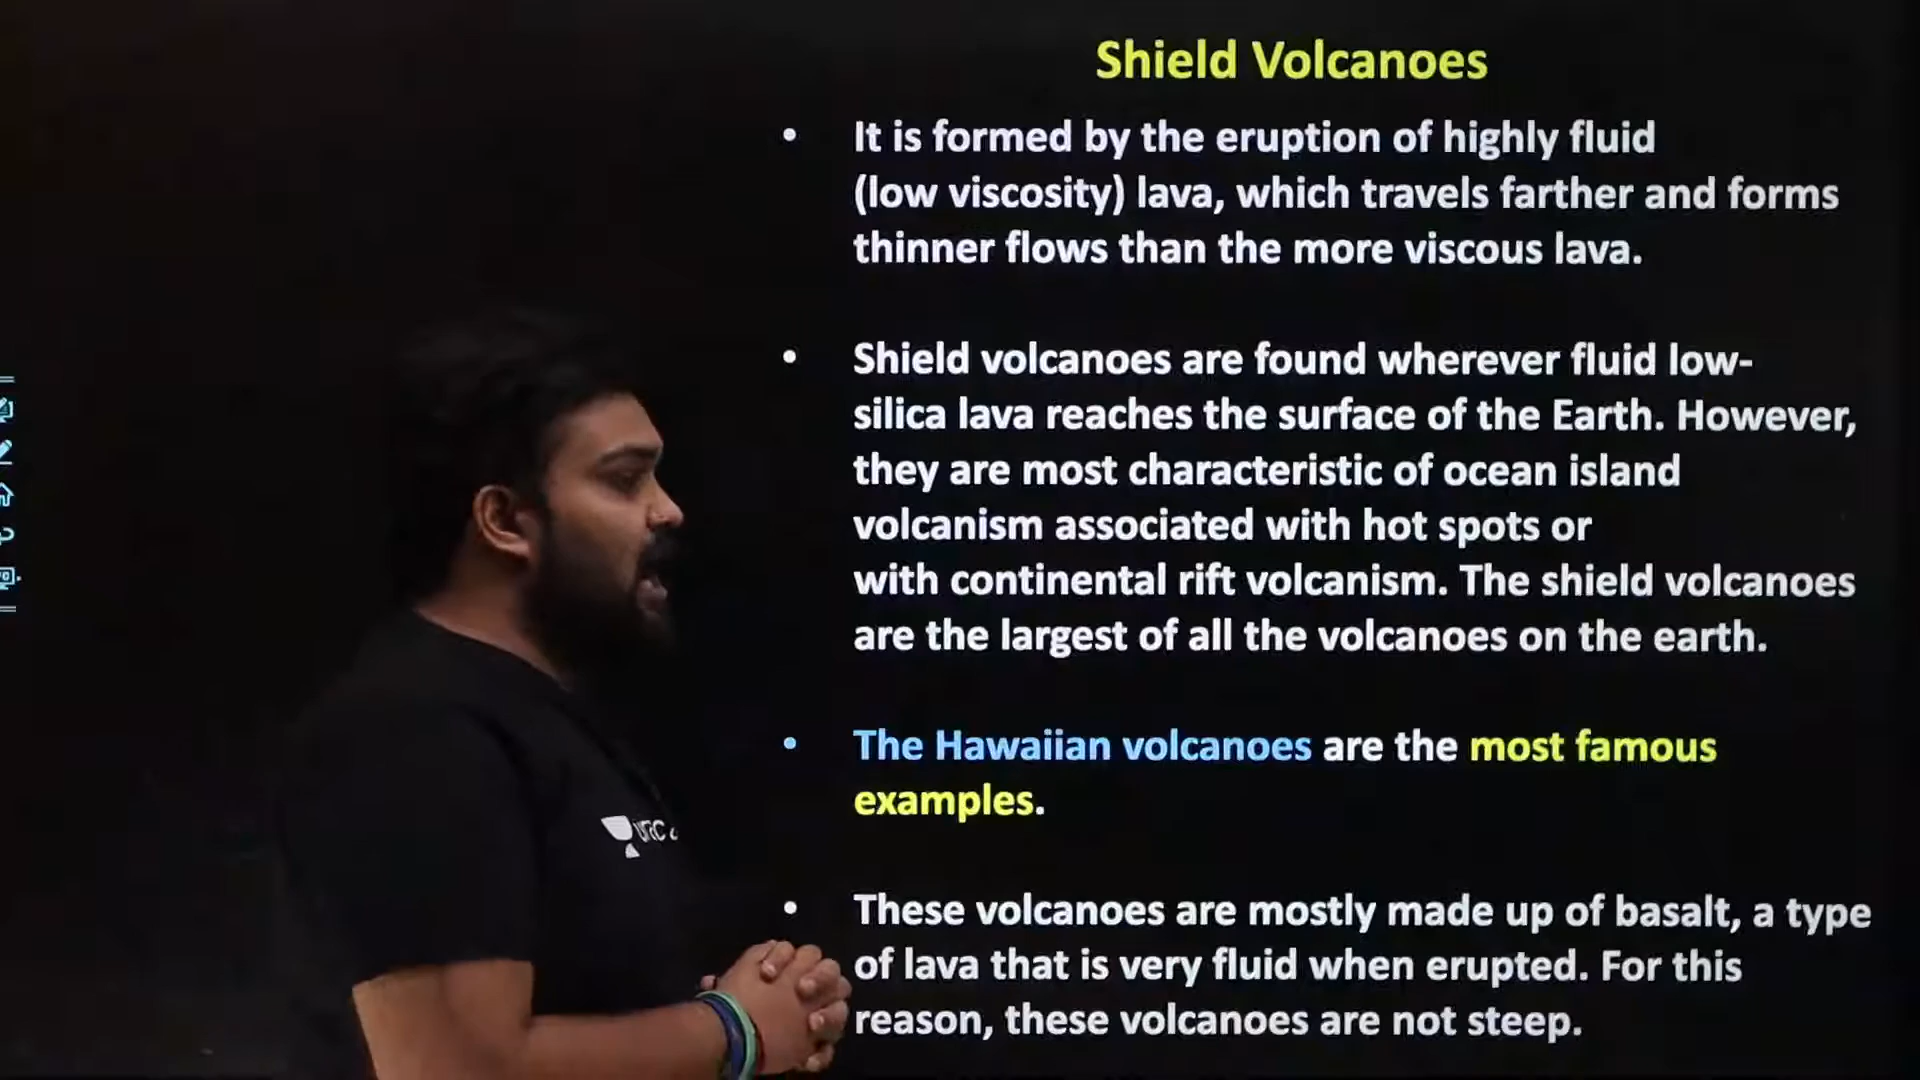 Shield Volcanoes
• It is formed by the eruption of highly fluid
(low viscosity) lava, which travels farther and forms
thinner flows than the more viscous lava.
• Shield volcanoes are found wherever fluid low-
silica lava reaches the surface of the Earth. However,
they are most characteristic of ocean island
volcanism associated with hot spots or
with continental rift volcanism. The shield volcanoes
are the largest of all the volcanoes on the earth.
• The Hawaiian volcanoes are the most famous
examples.
• These volcanoes are mostly made up of basalt, a type
of lava that is very fluid when erupted. For this
reason, these volcanoes are not steep.